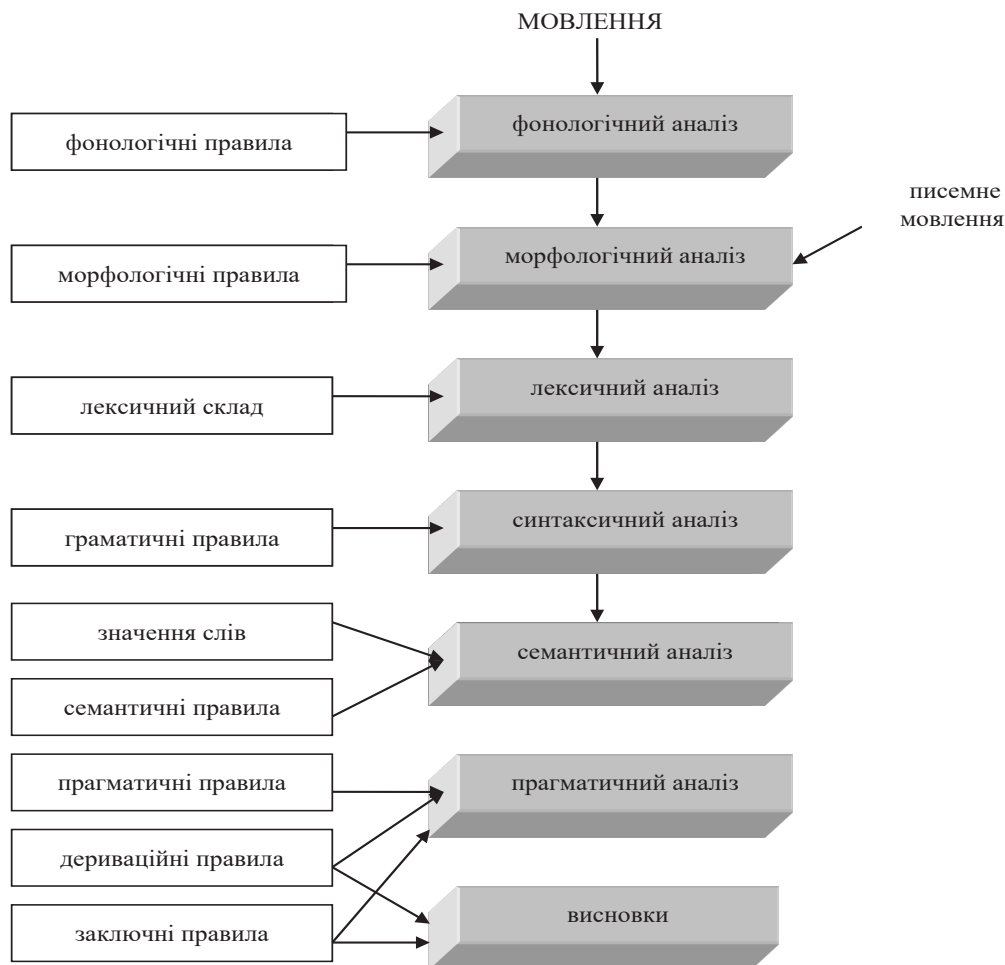 МОВЛЕННЯ
фонологічні правила
фонологічний аналіз
писемне
мовлення
морфологічні правила
морфологічний аналіз
лексичний склад
лексичний аналіз
граматичні правила
синтаксичний аналіз
значення слів
семантичний аналіз
семантичні правила
прагматичні правила
прагматичний аналіз
дериваційні правила
заключні правила
висновки